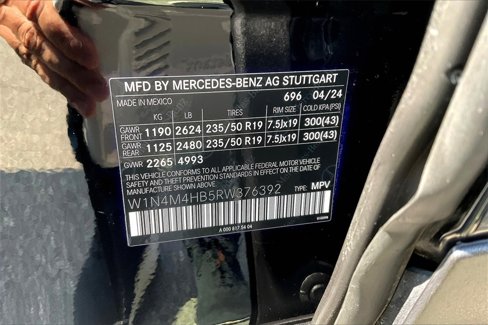 MFD BY MERCEDES-BENZ AG STUTTGART
MADE IN MEXICO 696 04/24
KG LB TIRES RIM SIZE COLD KPA (PSI)
GAWR FRONT 1190 2624 235/50 R19 7.5Jx19 300(43)
GAWR REAR 1125 2480 235/50 R19 7.5Jx19 300(43)
GVWR 2265 4993
THIS VEHICLE CONFORMS TO ALL APPLICABLE FEDERAL MOTOR VEHICLE
SAFETY, BUMPER, AND THEFT PREVENTION STANDARDS IN EFFECT ON THE DATE OF
MANUFACTURE SHOWN ABOVE.
W1N4M4HB5RW376392 TYPE: MPV
A 000 817 54 04